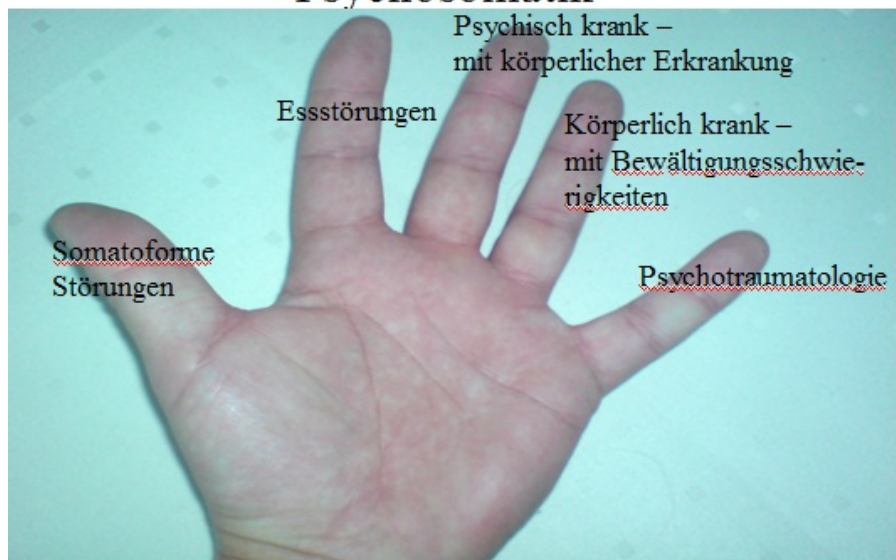 Somatoforme
Störungen
Essstörungen
Psychisch krank –
mit körperlicher Erkrankung
Körperlich krank –
mit Bewältigungsschwie-
rigkeiten
Psychotraumatologie